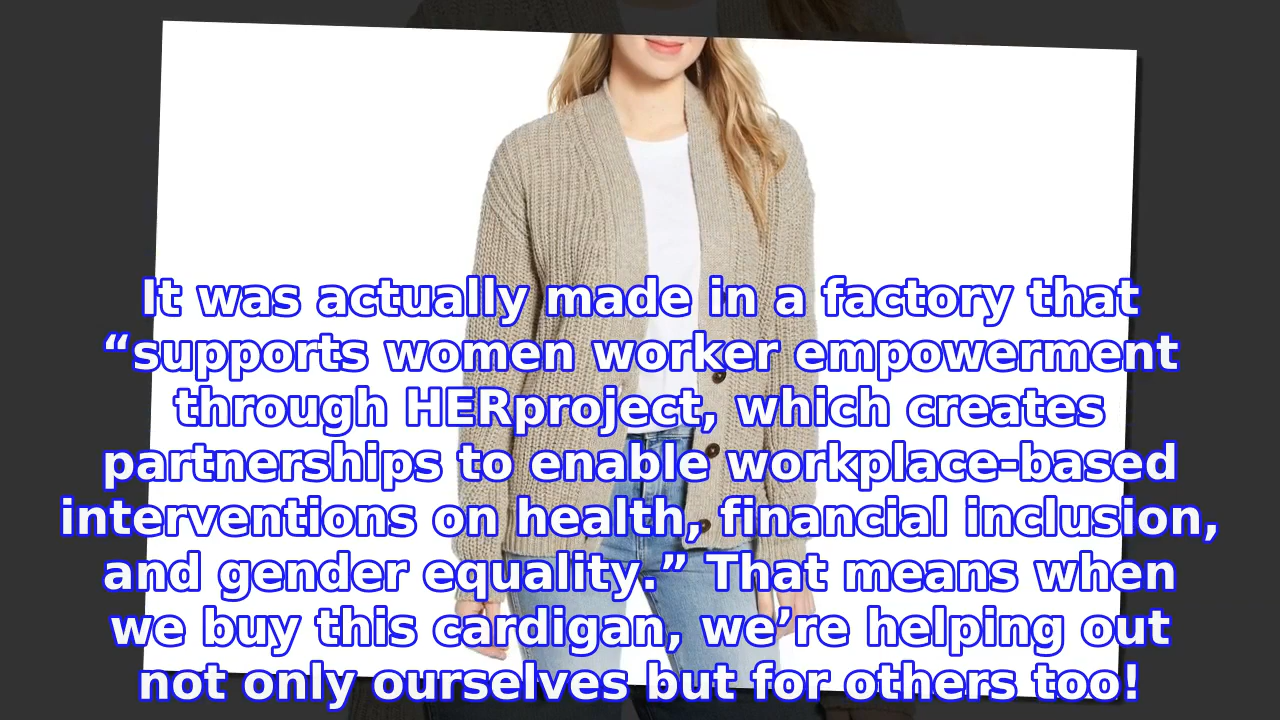 It was actually made in a factory that
“supports women worker empowerment
through HERproject, which creates
partnerships to enable workplace-based
interventions on health, financial inclusion,
and gender equality.” That means when
we buy this cardigan, we’re helping out
not only ourselves but for others too!